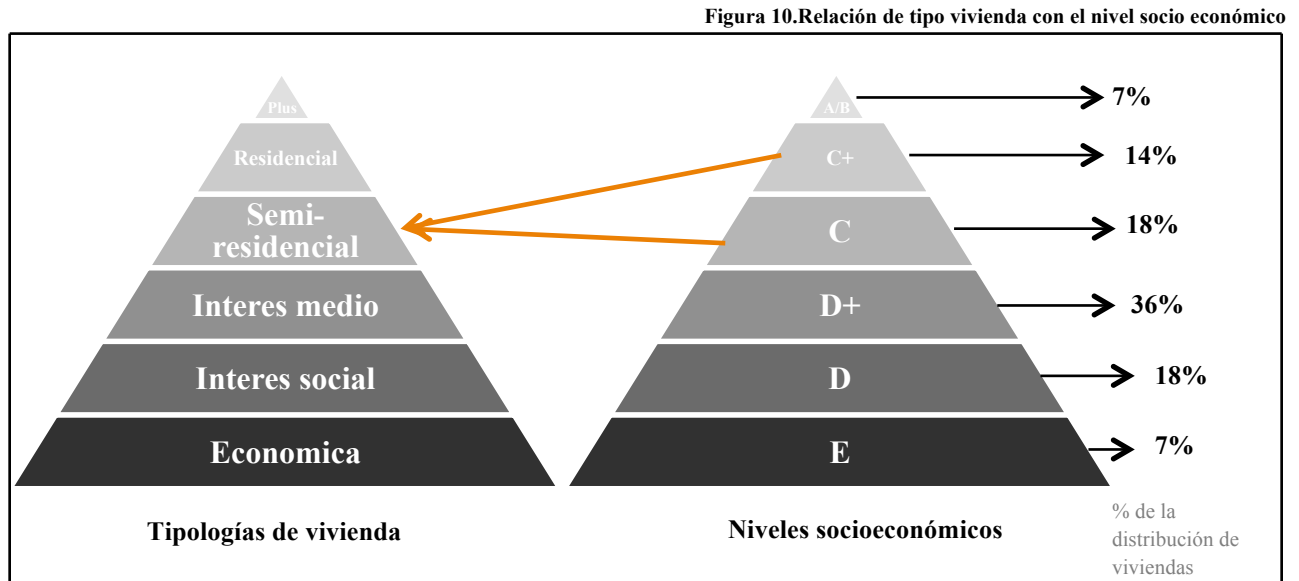 Figura 10.Relación de tipo vivienda con el nivel socio económico
Plus
Residencial
Semi-
residencial
Interes medio
Interes social
Economica
Tipologías de vivienda
A/B
C+
C
D+
D
E
Niveles socioeconómicos
7%
14%
18%
36%
18%
7%
% de la
distribución de
viviendas